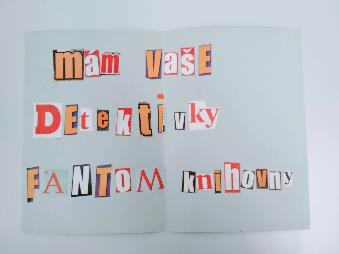 mám VaŠE
DEtektivky
FANTOM knihovny